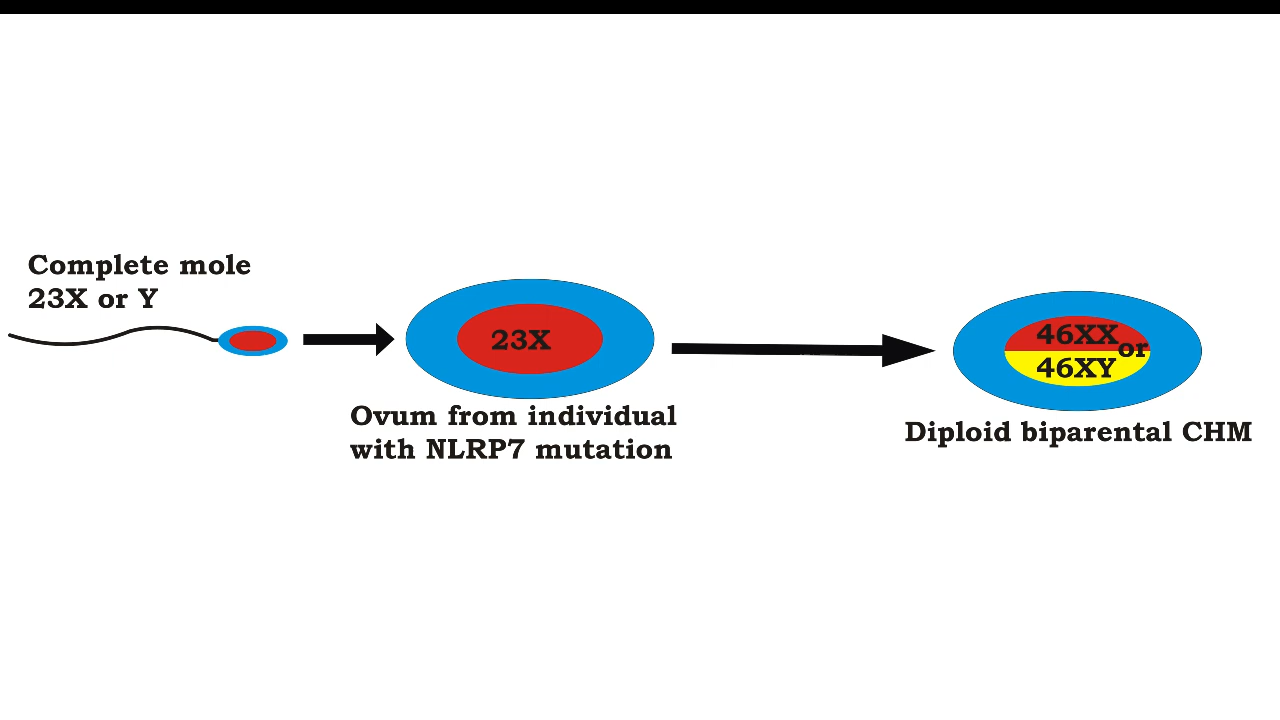 Complete mole
23X or Y
23X
Ovum from individual
with NLRP7 mutation
46XX
or
46XY
Diploid biparental CHM